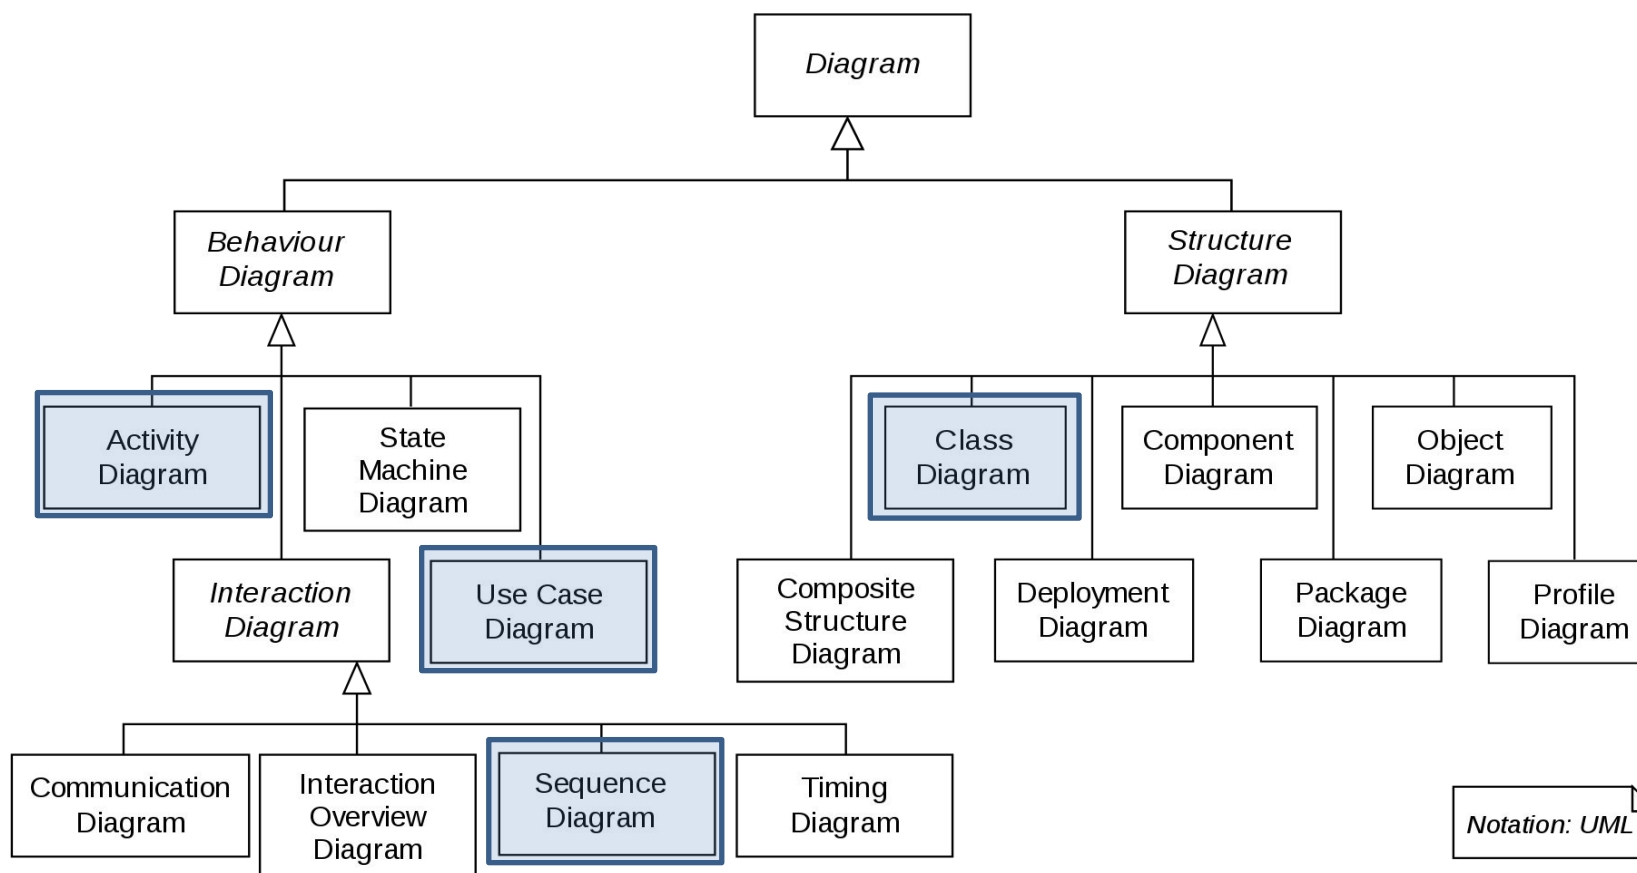 Diagram
Behaviour
Diagram
Structure
Diagram
Activity
Diagram
State
Machine
Diagram
Class
Diagram
Component
Diagram
Object
Diagram
Interaction
Diagram
Use Case
Diagram
Composite
Structure
Diagram
Deployment
Diagram
Package
Diagram
Profile
Diagram
Communication
Diagram
Interaction
Overview
Diagram
Sequence
Diagram
Timing
Diagram
Notation: UML